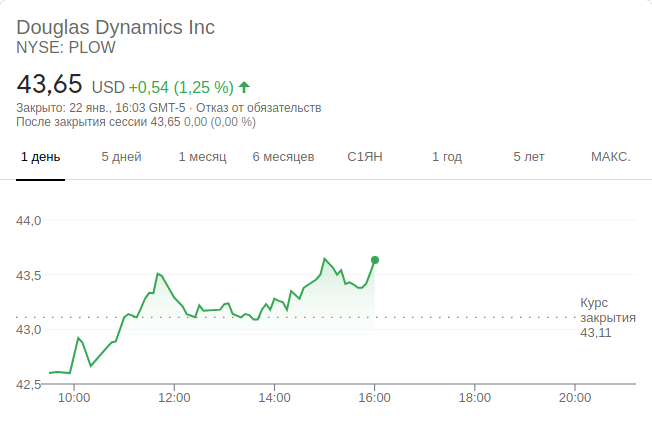 Douglas Dynamics Inc
NYSE: PLOW
43,65 USD +0,54 (1,25 %)
Закрыто: 22 янв., 16:03 GMT-5 · Отказ от обязательств
После закрытия сессии 43,65 0,00 (0,00 %)
1 день 5 дней 1 месяц 6 месяцев С1ЯН 1 год 5 лет МАКС.
44,0
43,5
Курс
закрытия
43,11
43,0
42,5
10:00 12:00 14:00 16:00 18:00 20:00